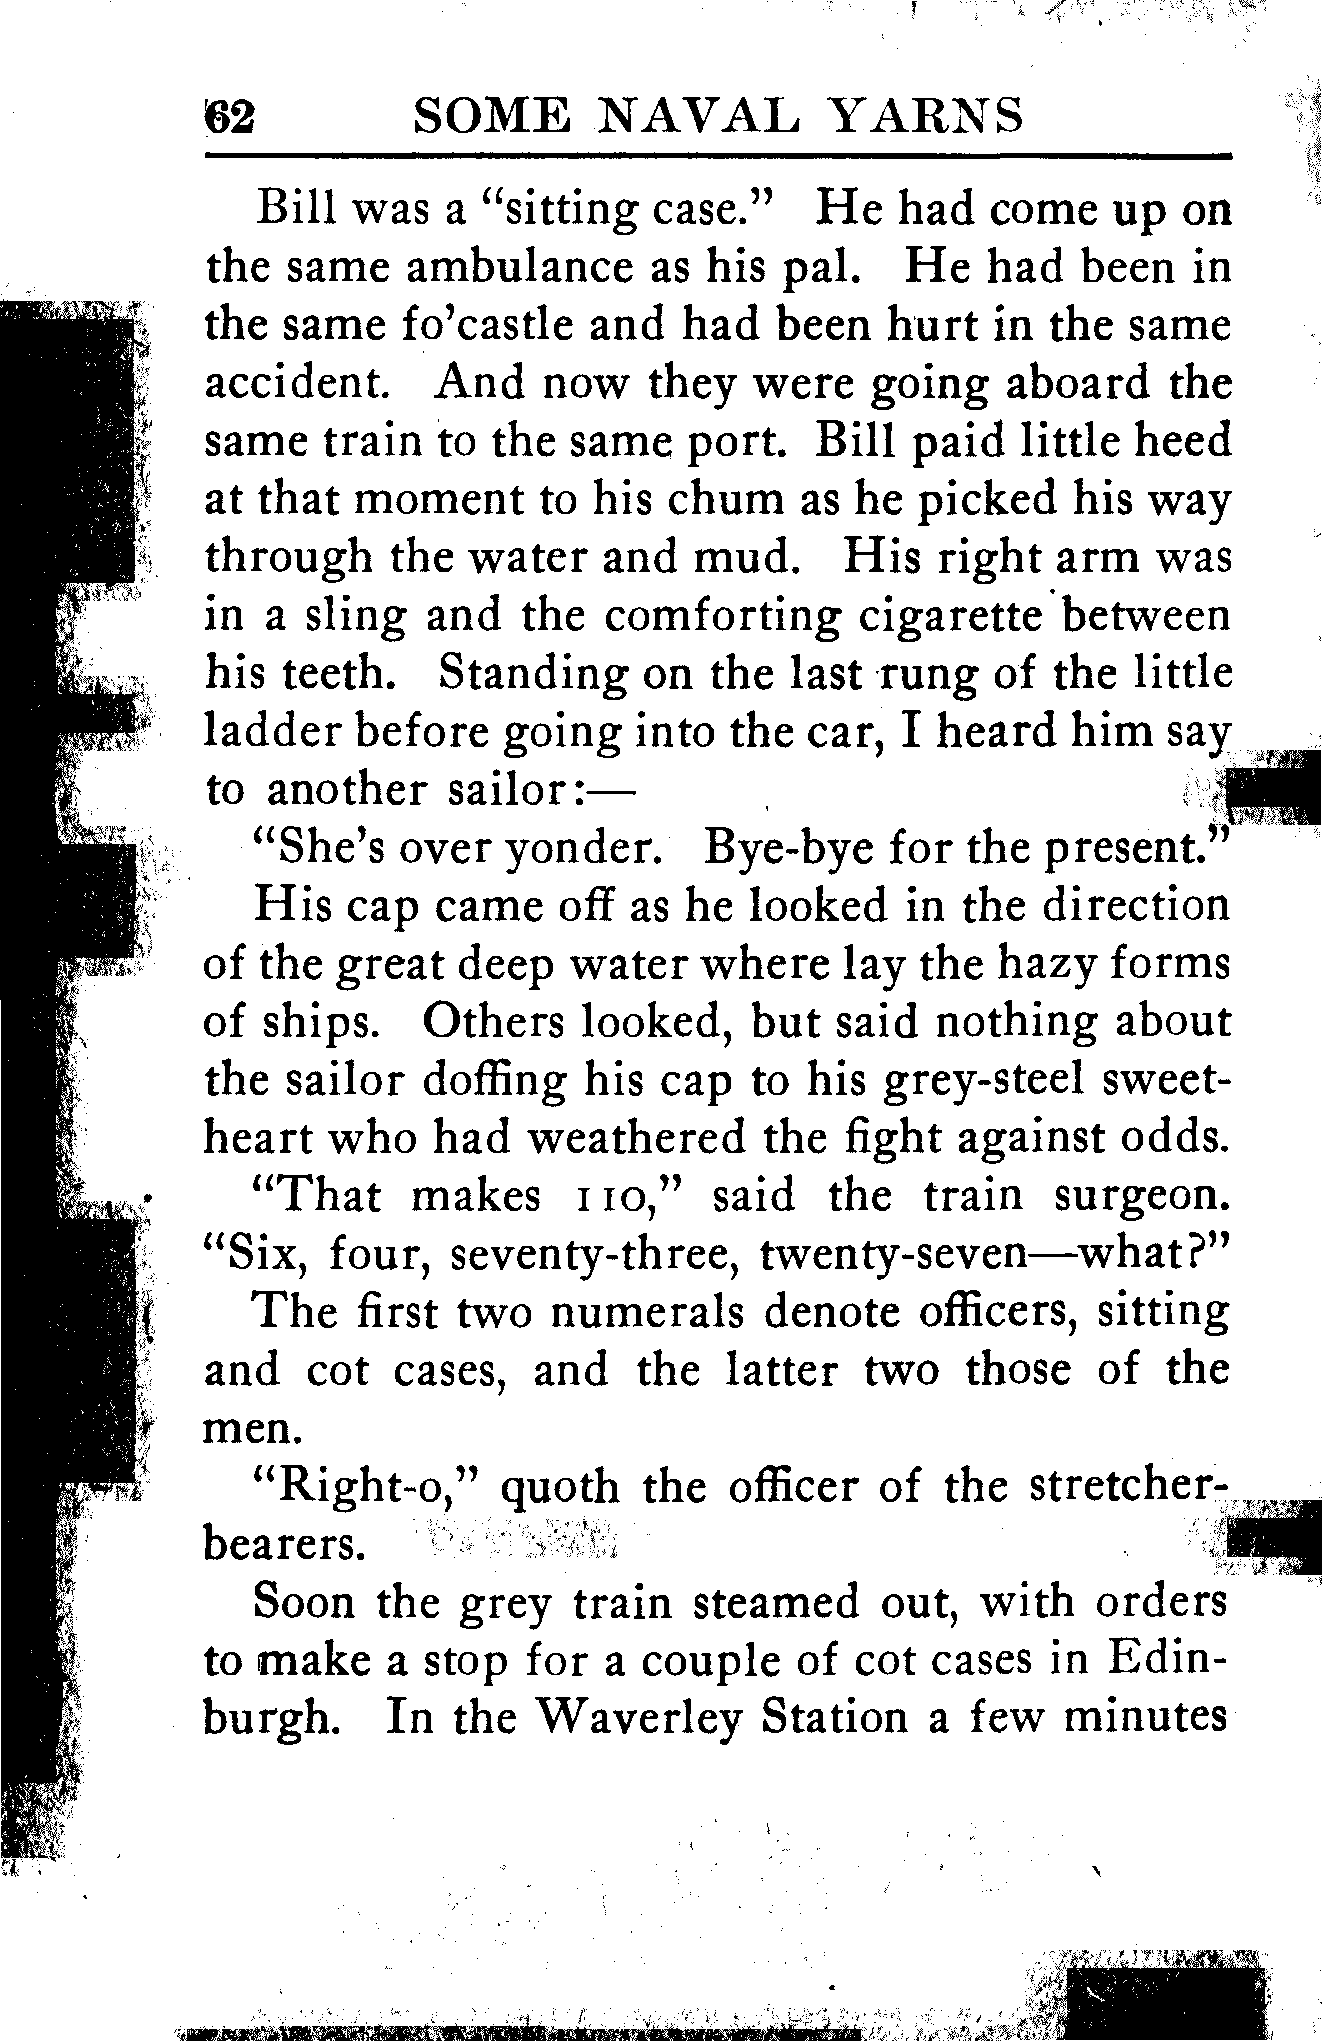 62 SOME NAVAL YARNS
Bill was a “sitting case.” He had come up on
the same ambulance as his pal. He had been in
the same fo’castle and had been hurt in the same
accident. And now they were going aboard the
same train to the same port. Bill paid little heed
at that moment to his chum as he picked his way
through the water and mud. His right arm was
in a sling and the comforting cigarette between
his teeth. Standing on the last rung of the little
ladder before going into the car, I heard him say
to another sailor:—
“She’s over yonder. Bye-bye for the present.”
His cap came off as he looked in the direction
of the great deep water where lay the hazy forms
of ships. Others looked, but said nothing about
the sailor doffing his cap to his grey-steel sweet-
heart who had weathered the fight against odds.
“That makes 110,” said the train surgeon.
“Six, four, seventy-three, twenty-seven—what?”
The first two numerals denote officers, sitting
and cot cases, and the latter two those of the
men.
“Right-o,” quoth the officer of the stretcher-
bearers.
Soon the grey train steamed out, with orders
to make a stop for a couple of cot cases in Edin-
burgh. In the Waverley Station a few minutes